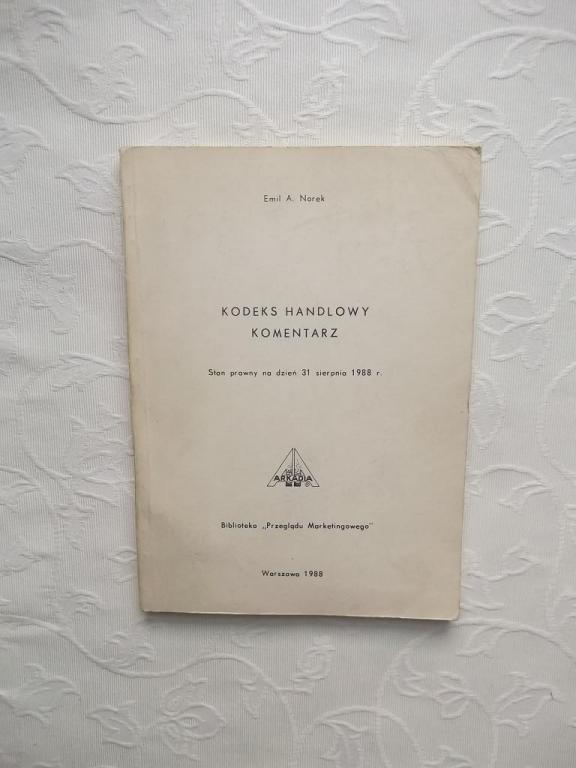 Emil A. Norek
KODEKS HANDLOWY
KOMENTARZ
Stan prawny na dzień 31 sierpnia 1988 r.
ARKADIA
Biblioteka „Przeglądu Marketingowego"
Warszawa 1988